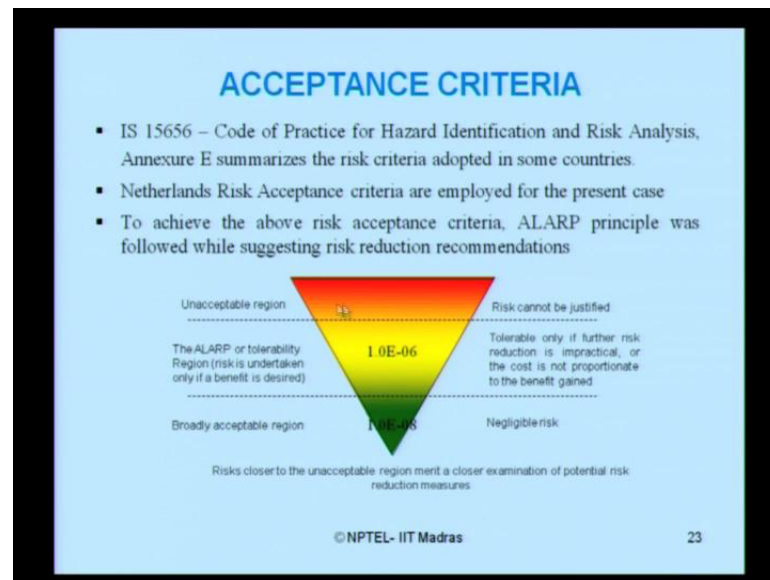 ACCEPTANCE CRITERIA
▪ IS 15656 – Code of Practice for Hazard Identification and Risk Analysis,
Annexure E summarizes the risk criteria adopted in some countries.
▪ Netherlands Risk Acceptance criteria are employed for the present case
▪ To achieve the above risk acceptance criteria, ALARP principle was
followed while suggesting risk reduction recommendations
Unacceptable region
Risk cannot be justified
The ALARP or tolerability
Region (risk is undertaken
only if a benefit is desired)
1.0E-06
Tolerable only if further risk
reduction is impractical, or
the cost is not proportionate
to the benefit gained
Broadly acceptable region
1.0E-08
Negligible risk
Risks closer to the unacceptable region merit a closer examination of potential risk
reduction measures
© NPTEL- IIT Madras
23